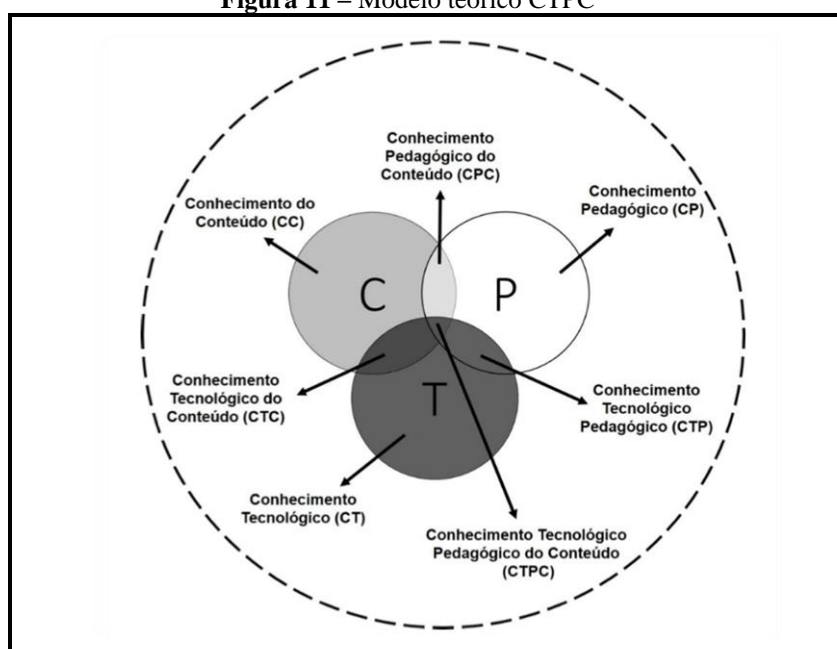 Figura 11 – Modelo teórico CTPC
Conhecimento
Pedagógico do
Conteúdo (CPC)
Conhecimento do
Conteúdo (CC)
Conhecimento
Pedagógico (CP)
C
P
T
Conhecimento
Tecnológico do
Conteúdo (CTC)
Conhecimento
Tecnológico
Pedagógico (CTP)
Conhecimento
Tecnológico (CT)
Conhecimento Tecnológico
Pedagógico do Conteúdo
(CTPC)